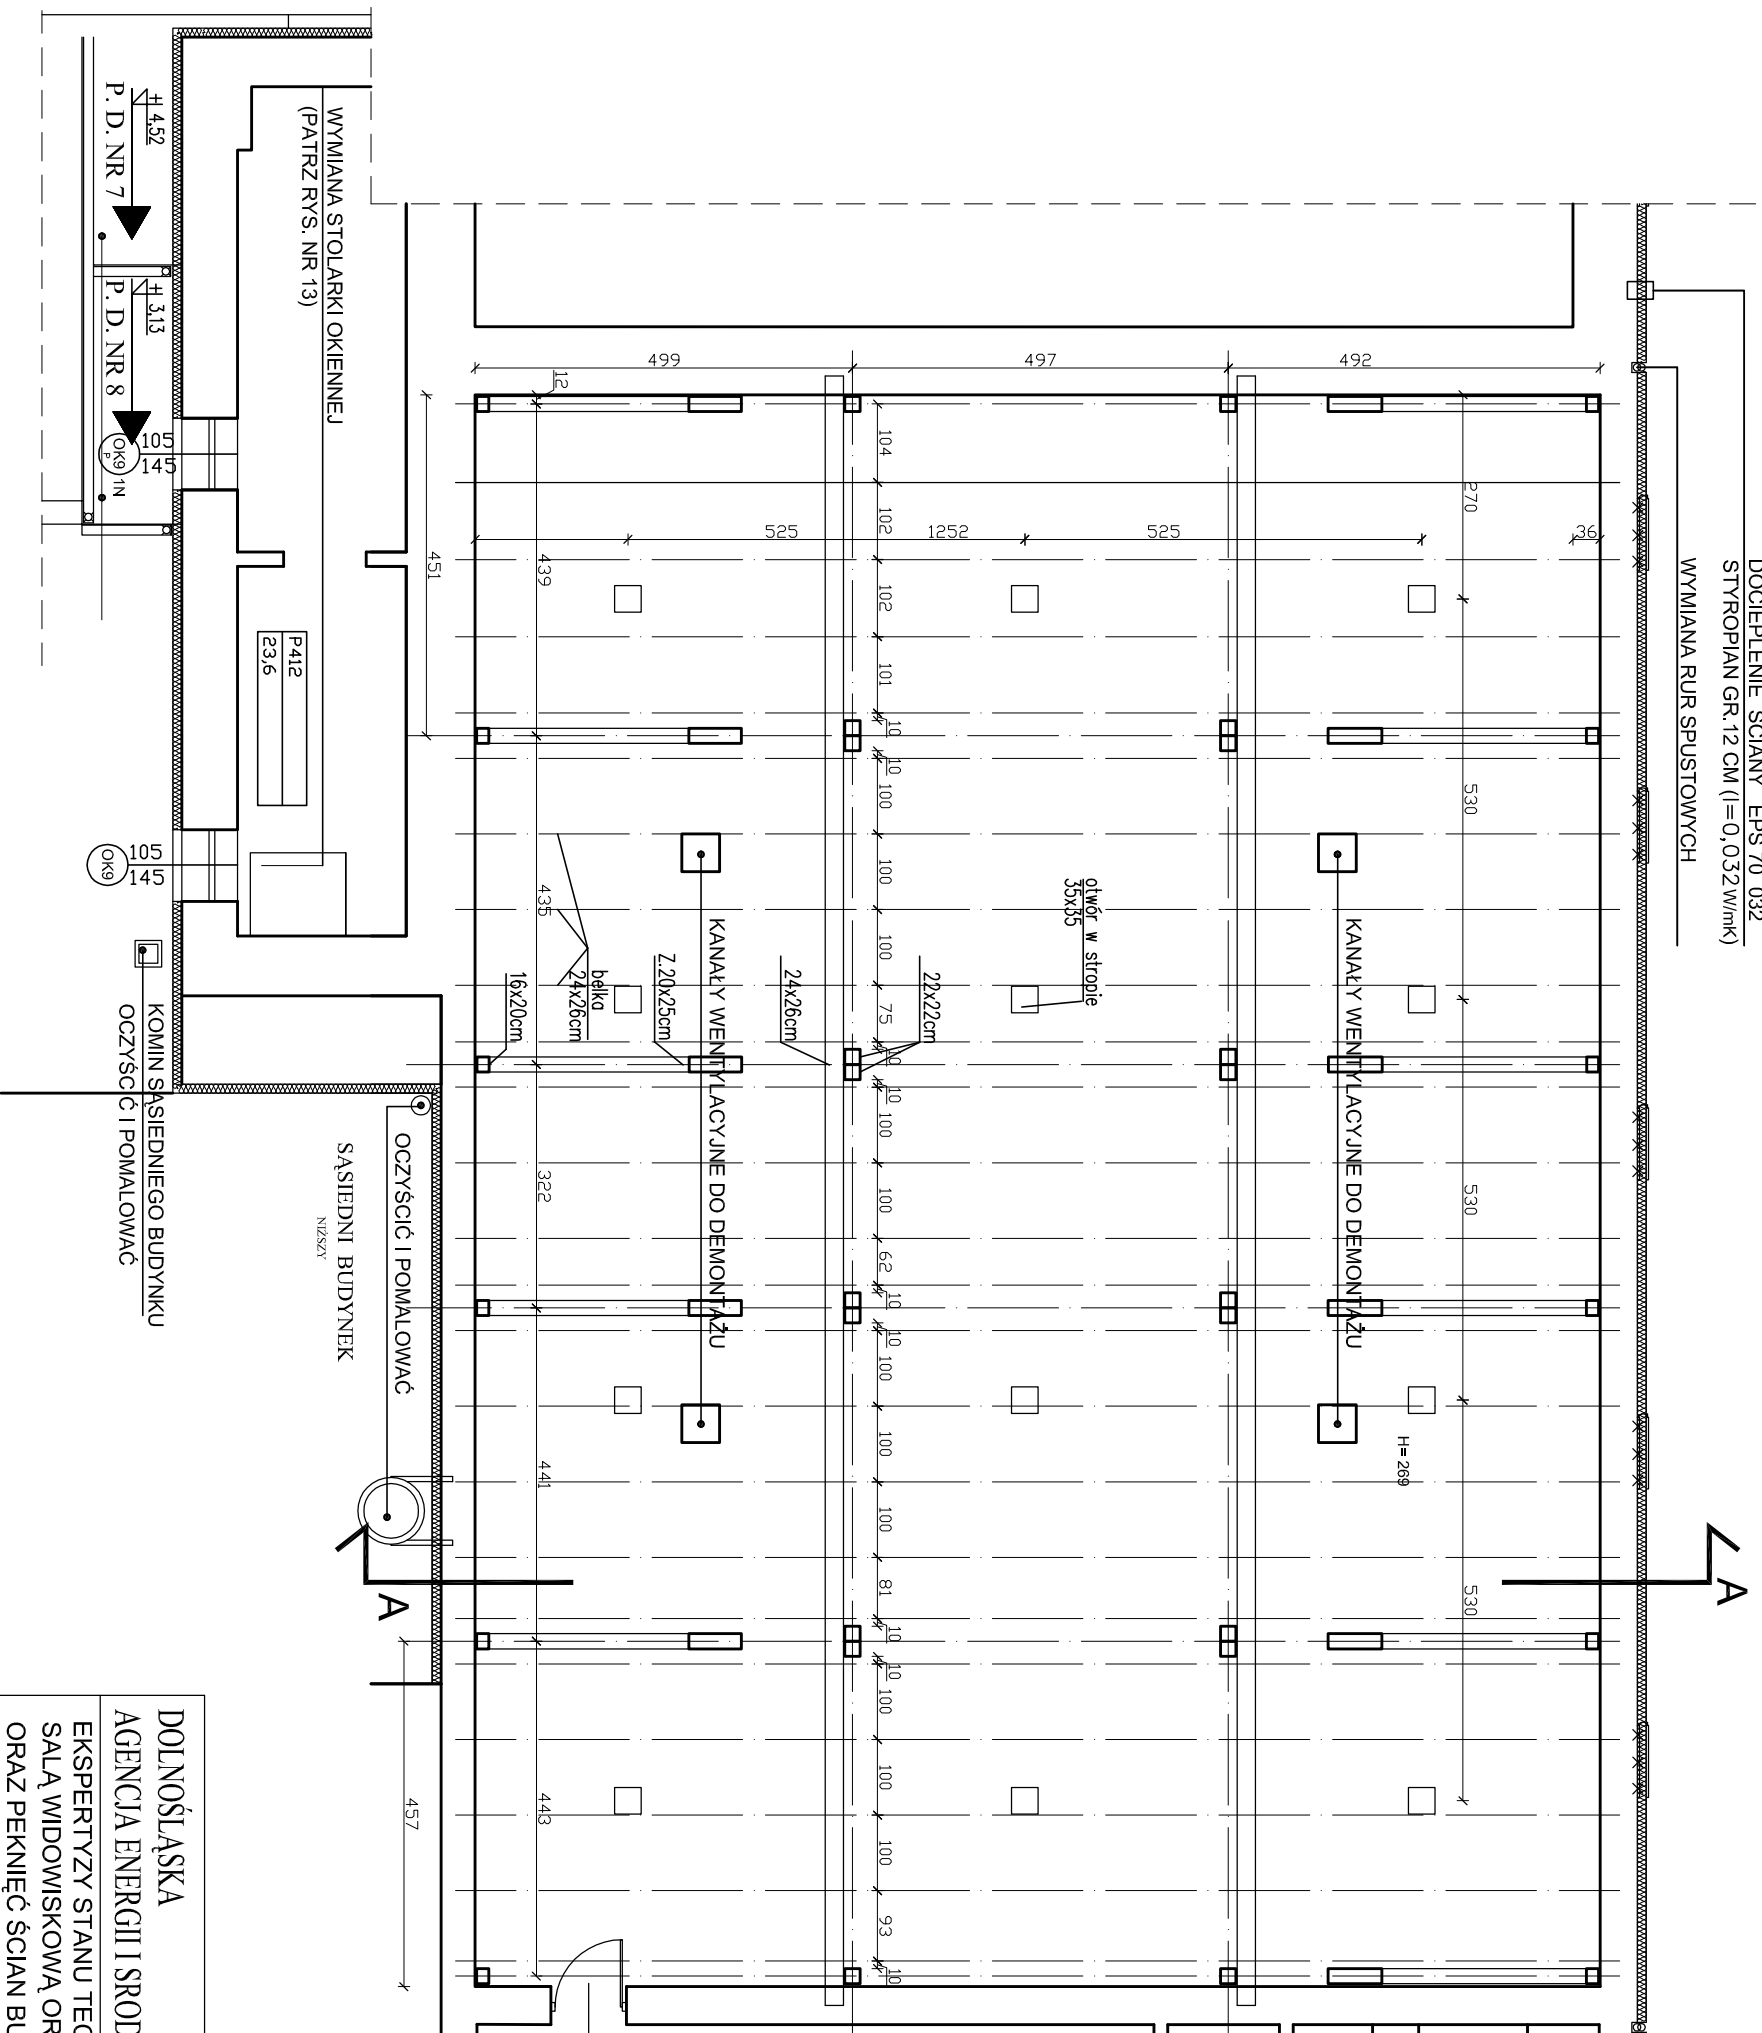 DOCIEPLENIE ŚCIANY EPS 70 032
STYROPIAN GR.12 CM (l=0,032W/mK)
WYMIANA RUR SPUSTOWYCH
WYMIANA STOLARKI OKIENNEJ
(PATRZ RYS. NR 13)
± 4,52
P. D. NR 7
± 3,13
P. D. NR 8
105
145
OK9
P
1N
P412
23,6
105
145
OK9
499
497
492
12
104
102
102
101
10
10
100
100
100
75
10
10
100
100
62
10
10
100
100
100
81
10
10
100
100
100
93
10
525
1252
525
36
270
530
530
530
451
439
435
322
441
443
457
otwór w stropie
35x35
KANAŁY WENTYLACYJNE DO DEMONTAŻU
KANAŁY WENTYLACYJNE DO DEMONTAŻU
22x22cm
24x26cm
Z.20x25cm
belka
24x26cm
16x20cm
H= 269
KOMIN SĄSIEDNIEGO BUDYNKU
OCZYŚCIĆ I POMALOWAĆ
OCZYŚCIĆ I POMALOWAĆ
SĄSIEDNI BUDYNEK
NIŻSZY
A
A
DOLNOŚLĄSKA
AGENCJA ENERGII I
EKSPERTYZY STANU
SALĄ WIDOWISKOWĄ
ORAZ PEKNIĘĆ ŚCIAN